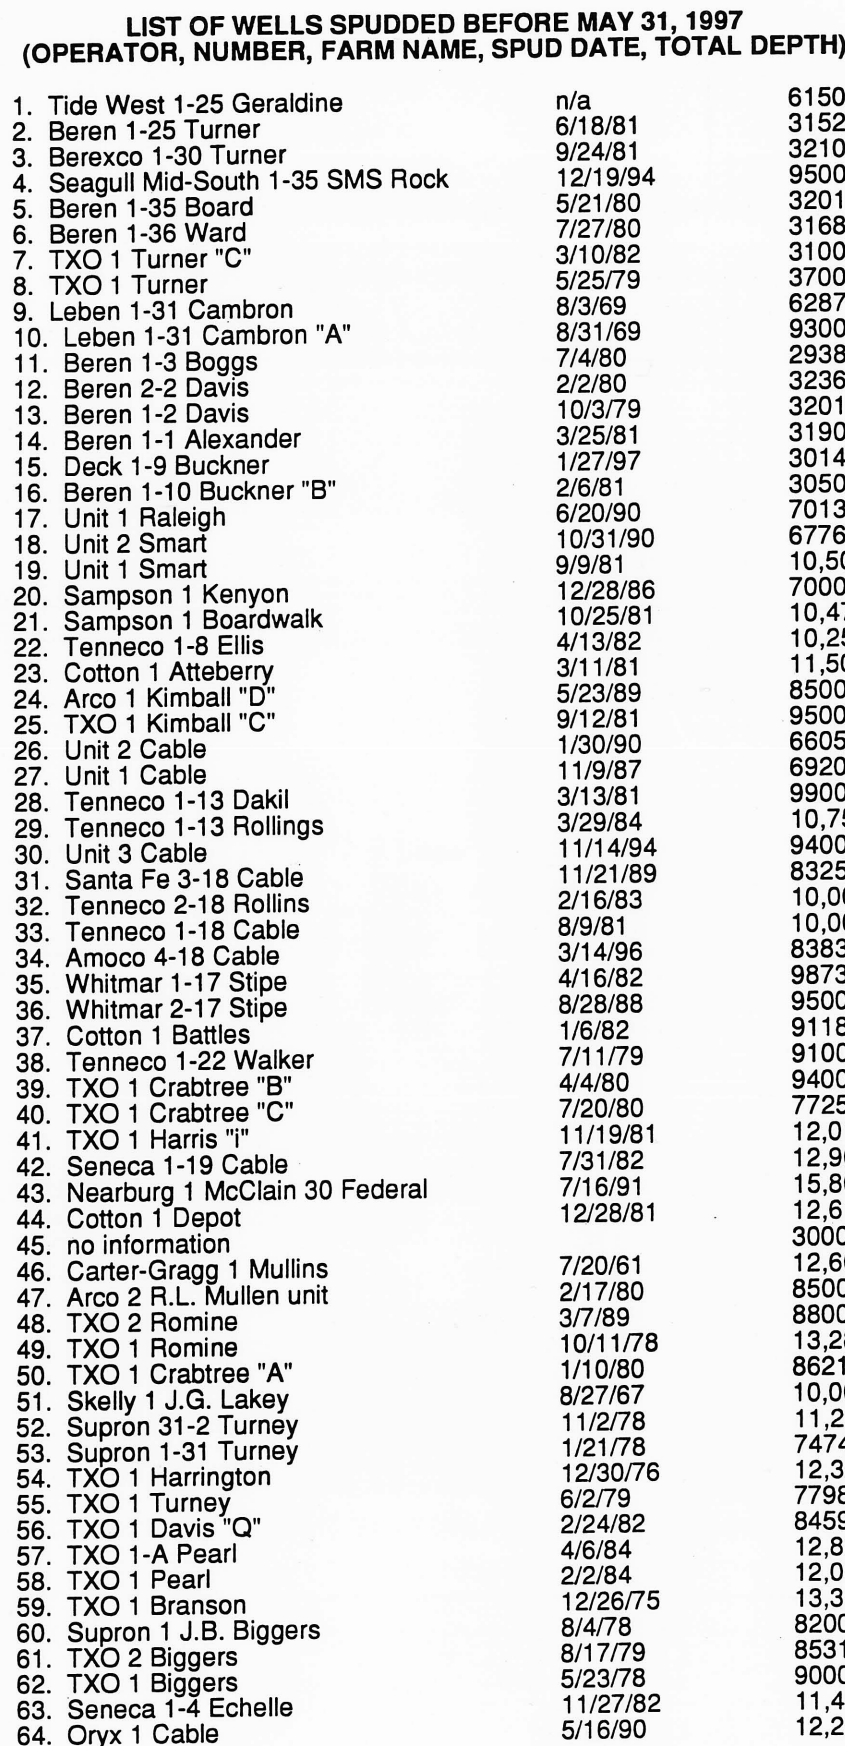 LIST OF WELLS SPUDDED BEFORE MAY 31, 1997
(OPERATOR, NUMBER, FARM NAME, SPUD DATE, TOTAL DEPTH)
1. Tide West 1-25 Geraldine n/a 6150
2. Beren 1-25 Turner 6/18/81 3152
3. Berexco 1-30 Turner 9/24/81 3210
4. Seagull Mid-South 1-35 SMS Rock 12/19/94 9500
5. Beren 1-35 Board 5/21/80 3201
6. Beren 1-36 Ward 7/27/80 3168
7. TXO 1 Turner "C" 3/10/82 3100
8. TXO 1 Turner 5/25/79 3700
9. Leben 1-31 Cambron 8/3/69 6287
10. Leben 1-31 Cambron "A" 8/31/69 9300
11. Beren 1-3 Boggs 7/4/80 2938
12. Beren 2-2 Davis 2/2/80 3236
13. Beren 1-2 Davis 10/3/79 3201
14. Beren 1-1 Alexander 3/25/81 3190
15. Deck 1-9 Buckner 1/27/97 3014
16. Beren 1-10 Buckner "B" 2/6/81 3050
17. Unit 1 Raleigh 6/20/90 7013
18. Unit 2 Smart 10/31/90 6776
19. Unit 1 Smart 9/9/81 10,50
20. Sampson 1 Kenyon 12/28/86 7000
21. Sampson 1 Boardwalk 10/25/81 10,47
22. Tenneco 1-8 Ellis 4/13/82 10,25
23. Cotton 1 Atteberry 3/11/81 11,50
24. Arco 1 Kimball "D" 5/23/89 8500
25. TXO 1 Kimball "C" 9/12/81 9500
26. Unit 2 Cable 1/30/90 6605
27. Unit 1 Cable 11/9/87 6920
28. Tenneco 1-13 Dakil 3/13/81 9900
29. Tenneco 1-13 Rollings 3/29/84 10,75
30. Unit 3 Cable 11/14/94 9400
31. Santa Fe 3-18 Cable 11/21/89 8325
32. Tenneco 2-18 Rollins 2/16/83 10,00
33. Tenneco 1-18 Cable 8/9/81 10,00
34. Amoco 4-18 Cable 3/14/96 8383
35. Whitmar 1-17 Stipe 4/16/82 9873
36. Whitmar 2-17 Stipe 8/28/88 9500
37. Cotton 1 Battles 1/6/82 9118
38. Tenneco 1-22 Walker 7/11/79 9100
39. TXO 1 Crabtree "B" 4/4/80 9400
40. TXO 1 Crabtree "C" 7/20/80 7725
41. TXO 1 Harris "i" 11/19/81 12,0
42. Seneca 1-19 Cable 7/31/82 12,9
43. Nearburg 1 McClain 30 Federal 7/16/91 15,8
44. Cotton 1 Depot 12/28/81 12,6
45. no information 3000
46. Carter-Gragg 1 Mullins 7/20/61 12,6
47. Arco 2 R.L. Mullen unit 2/17/80 8500
48. TXO 2 Romine 3/7/89 8800
49. TXO 1 Romine 10/11/78 13,2
50. TXO 1 Crabtree "A" 1/10/80 8621
51. Skelly 1 J.G. Lakey 8/27/67 10,0
52. Supron 31-2 Turney 11/2/78 11,2
53. Supron 1-31 Turney 1/21/78 7474
54. TXO 1 Harrington 12/30/76 12,3
55. TXO 1 Turney 6/2/79 7798
56. TXO 1 Davis "Q" 2/24/82 8459
57. TXO 1-A Pearl 4/6/84 12,8
58. TXO 1 Pearl 2/2/84 12,0
59. TXO 1 Branson 12/26/75 13,3
60. Supron 1 J.B. Biggers 8/4/78 8200
61. TXO 2 Biggers 8/17/79 8531
62. TXO 1 Biggers 5/23/78 9000
63. Seneca 1-4 Echelle 11/27/82 11,4
64. Oryx 1 Cable 5/16/90 12,2